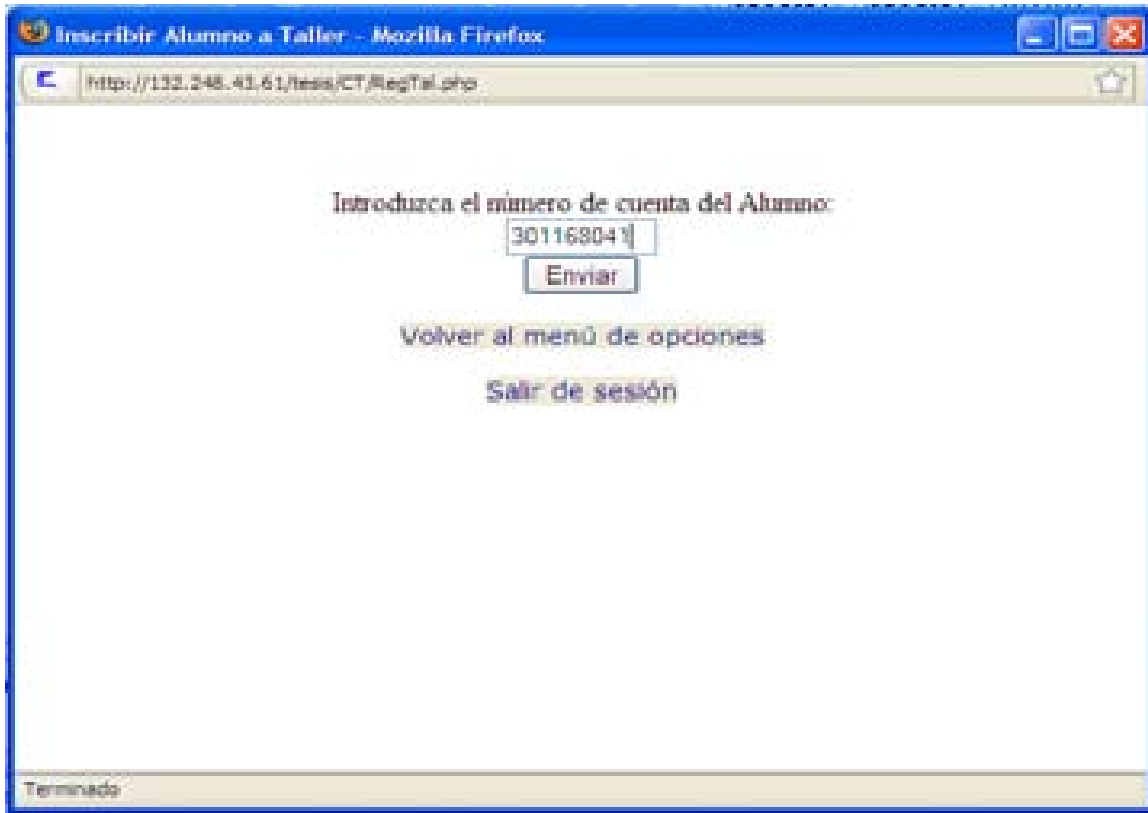 Inscribir Alumno a Taller - Mozilla Firefox
http://132.248.43.61/tesis/CT/RegTal.php
Introduzca el número de cuenta del Alumno:
301168041
Enviar
Volver al menú de opciones
Salir de sesión
Terminado